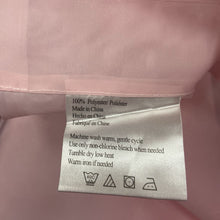 100% Polyester/ Poliéster
Made in China
Hecho en China
Fabriqué en Chine
Machine wash warm, gentle cycle
Use only non-chlorine bleach when needed
Tumble dry low heat
Warm iron if needed